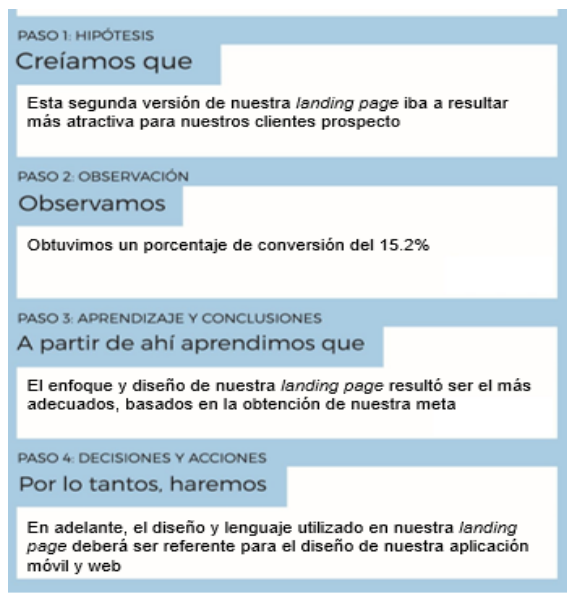 PASO 1: HIPÓTESIS
Creíamos que
Esta segunda versión de nuestra landing page iba a resultar
más atractiva para nuestros clientes prospecto
PASO 2: OBSERVACIÓN
Observamos
Obtuvimos un porcentaje de conversión del 15.2%
PASO 3: APRENDIZAJE Y CONCLUSIONES
A partir de ahí aprendimos que
El enfoque y diseño de nuestra landing page resultó ser el más
adecuados, basados en la obtención de nuestra meta
PASO 4: DECISIONES Y ACCIONES
Por lo tantos, haremos
En adelante, el diseño y lenguaje utilizado en nuestra landing
page deberá ser referente para el diseño de nuestra aplicación
móvil y web